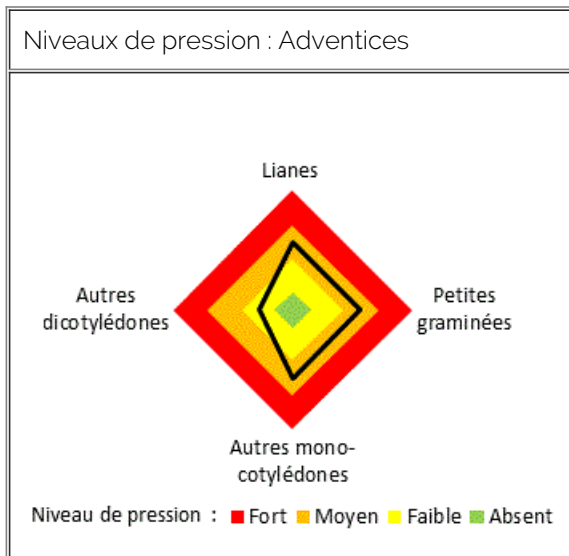 Niveaux de pression : Adventices
Lianes
Autres
dicotylédones
Petites
graminées
Autres mono-
cotylédones
Niveau de pression : Fort Moyen Faible Absent